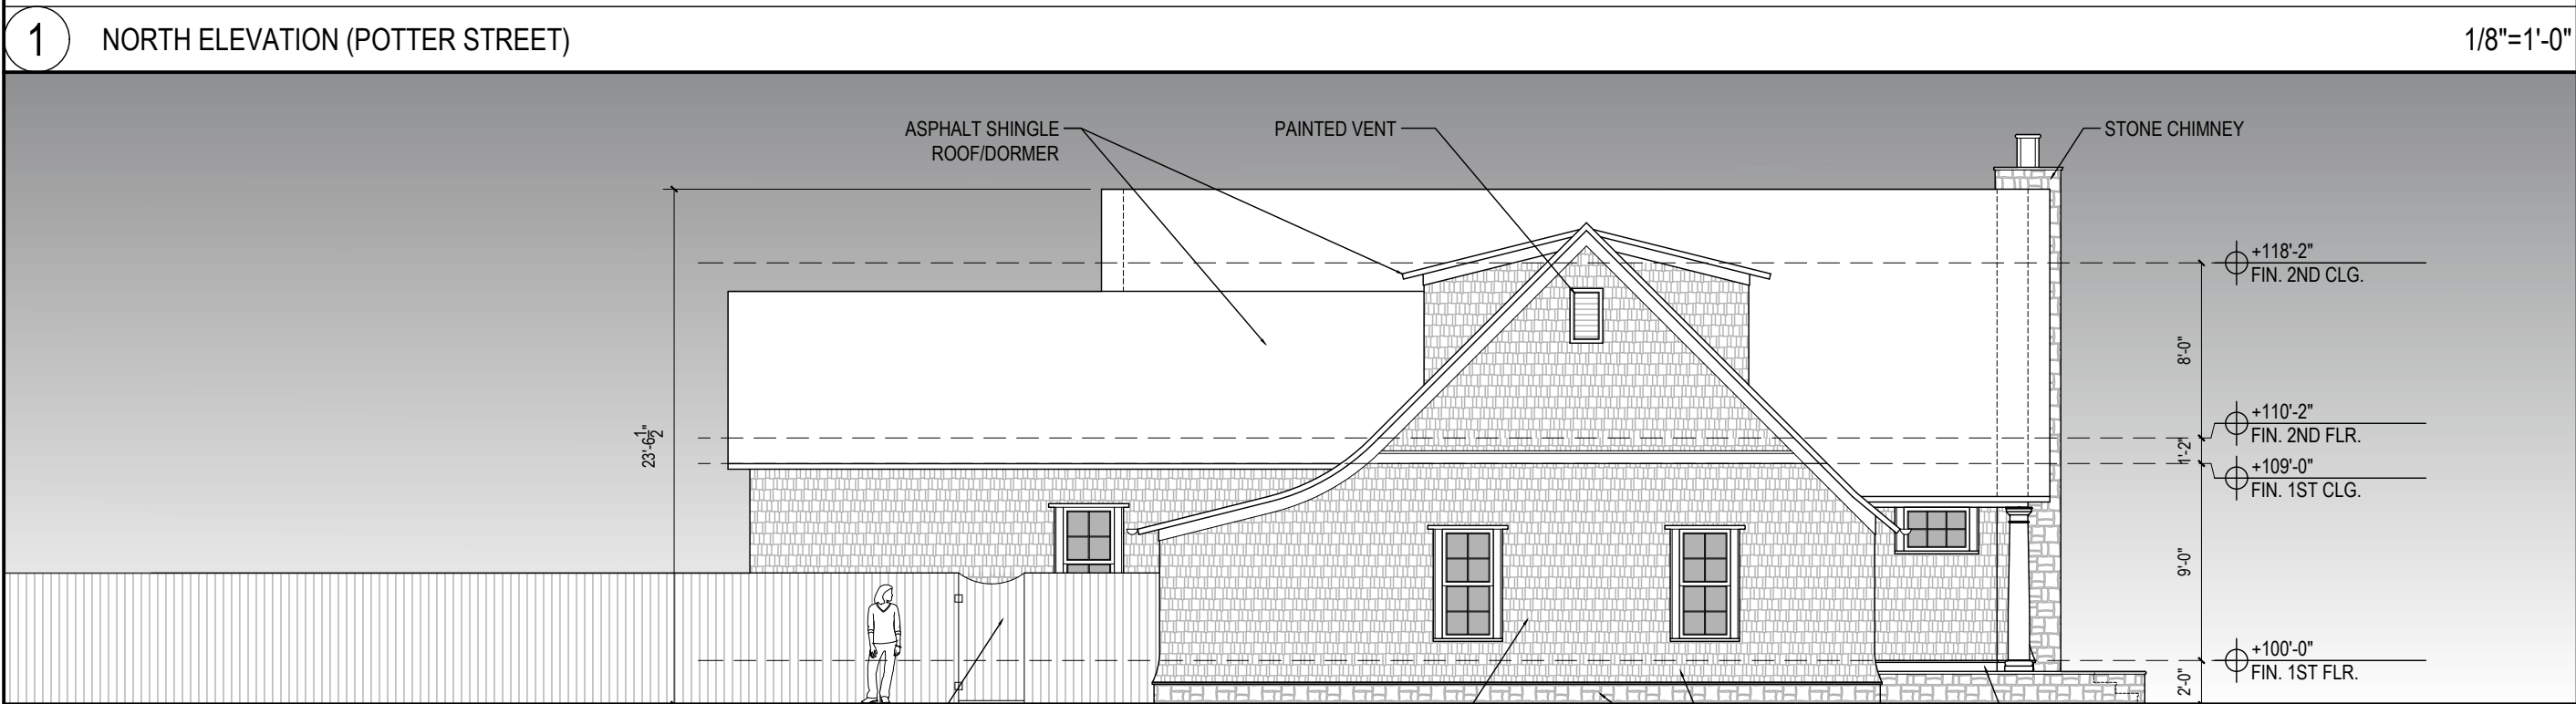 1
NORTH ELEVATION (POTTER STREET)
1/8"=1'-0"
ASPHALT SHINGLE
ROOF/DORMER
PAINTED VENT
STONE CHIMNEY
+118'-2"
FIN. 2ND CLG.
8'-0"
+110'-2"
FIN. 2ND FLR.
1'-2"
+109'-0"
FIN. 1ST CLG.
23'-6 1/2"
9'-0"
+100'-0"
FIN. 1ST FLR.
2'-0"